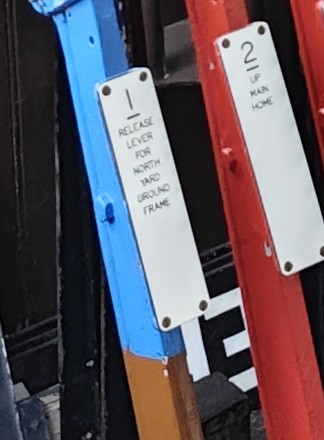 1
RELEASE
LEVER
FOR
NORTH
YARD
GROUND
FRAME
2
UP
MAIN
HOME